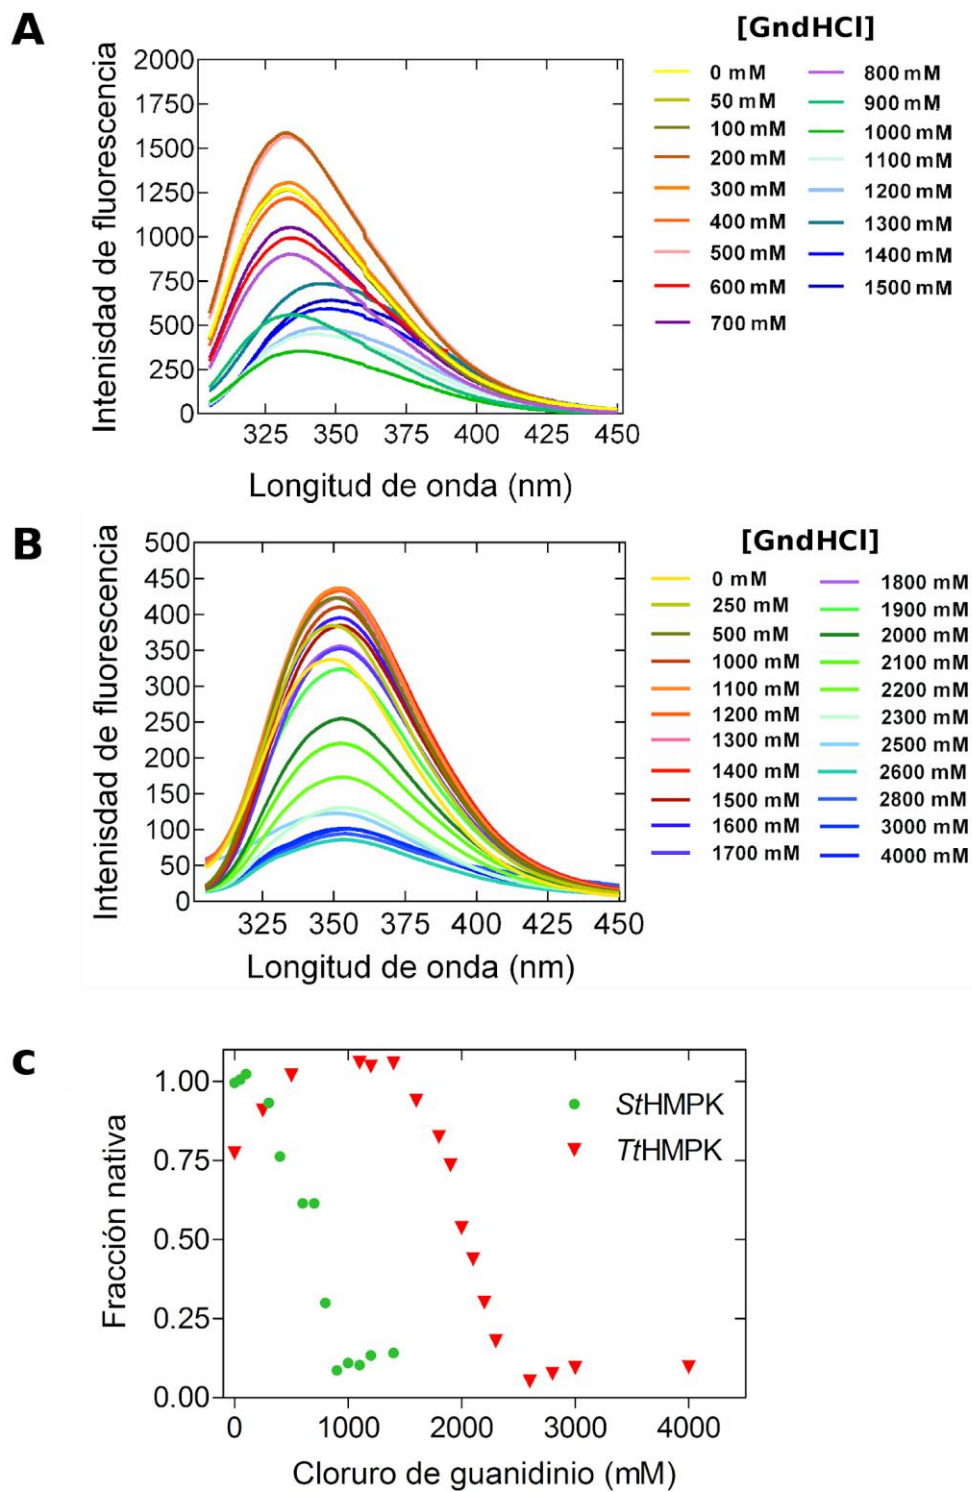 A
[GndHCl]
Intenisdad de fluorescencia
2000
1750
1500
1250
1000
750
500
250
0
325 350 375 400 425 450
Longitud de onda (nm)
0 mM 800 mM
50 mM 900 mM
100 mM 1000 mM
200 mM 1100 mM
300 mM 1200 mM
400 mM 1300 mM
500 mM 1400 mM
600 mM 1500 mM
700 mM
B
[GndHCl]
Intenisdad de fluorescencia
500
450
400
350
300
250
200
150
100
50
0
325 350 375 400 425 450
Longitud de onda (nm)
0 mM 1800 mM
250 mM 1900 mM
500 mM 2000 mM
1000 mM 2100 mM
1100 mM 2200 mM
1200 mM 2300 mM
1300 mM 2500 mM
1400 mM 2600 mM
1500 mM 2800 mM
1600 mM 3000 mM
1700 mM 4000 mM
c
Fracción nativa
1.00
0.75
0.50
0.25
0.00
StHMPK
TtHMPK
0 1000 2000 3000 4000
Cloruro de guanidinio (mM)